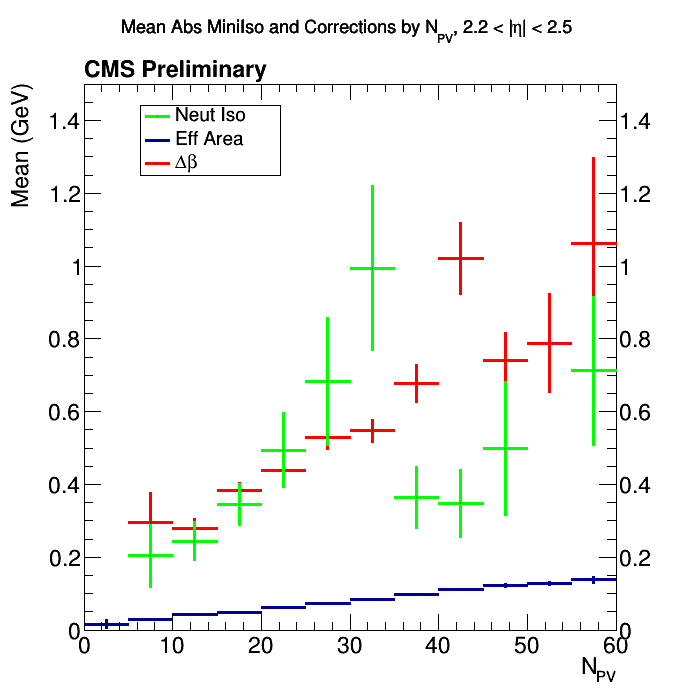 Mean Abs MiniIso and Corrections by N_PV, 2.2 < |η| < 2.5
CMS Preliminary
Mean (GeV)
Neut Iso
Eff Area
Δβ
1.4
1.2
1
0.8
0.6
0.4
0.2
0
1.4
1.2
1
0.8
0.6
0.4
0.2
0
0 10 20 30 40 50 60
N_PV